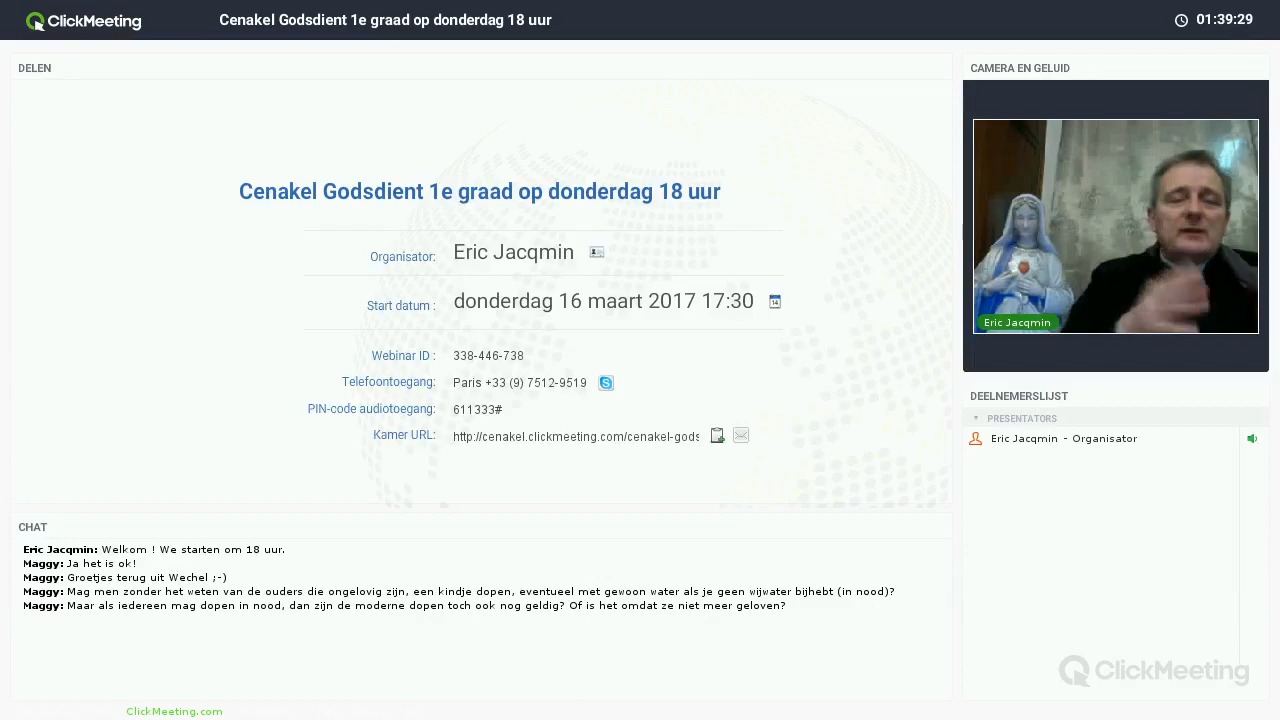 ClickMeeting
Cenakel Godsdient 1e graad op donderdag 18 uur
01:39:29
DELEN
CAMERA EN GELUID
Cenakel Godsdient 1e graad op donderdag 18 uur
Organisator: Eric Jacqmin
Start datum : donderdag 16 maart 2017 17:30
14
Webinar ID : 338-446-738
Telefoontoegang: Paris +33 (9) 7512-9519
PIN-code audiotoegang: 611333#
Kamer URL: http://cenakel.clickmeeting.com/cenakel-gods
Eric Jacqmin
DEELNEMERSLIJST
PRESENTATORS
Eric Jacqmin - Organisator
CHAT
Eric Jacqmin: Welkom ! We starten om 18 uur.
Maggy: Ja het is ok!
Maggy: Groetjes terug uit Wechel ;-)
Maggy: Mag men zonder het weten van de ouders die ongelovig zijn, een kindje dopen, eventueel met gewoon water als je geen wijwater bijhebt (in nood)?
Maggy: Maar als iedereen mag dopen in nood, dan zijn de moderne dopen toch ook nog geldig? Of is het omdat ze niet meer geloven?
ClickMeeting
ClickMeeting.com